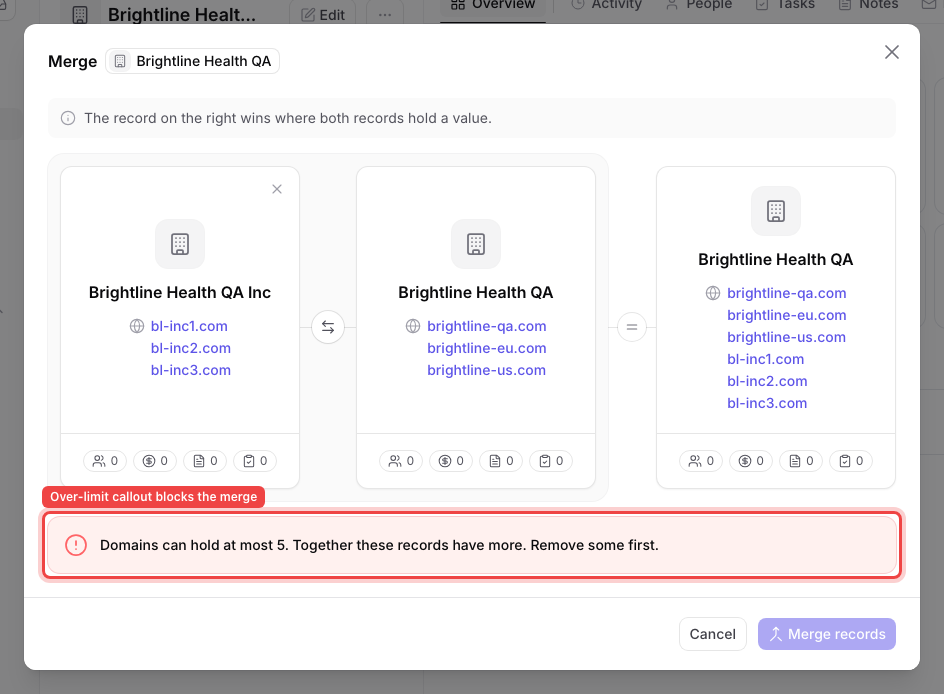 Brightline Healt...
Edit
Overview
Activity
People
Tasks
Notes
Merge
Brightline Health QA
The record on the right wins where both records hold a value.
Brightline Health QA Inc
bl-inc1.com
bl-inc2.com
bl-inc3.com
0 0 0 0
Brightline Health QA
brightline-qa.com
brightline-eu.com
brightline-us.com
0 0 0 0
Brightline Health QA
brightline-qa.com
brightline-eu.com
brightline-us.com
bl-inc1.com
bl-inc2.com
bl-inc3.com
0 0 0 0
Over-limit callout blocks the merge
Domains can hold at most 5. Together these records have more. Remove some first.
Cancel
Merge records